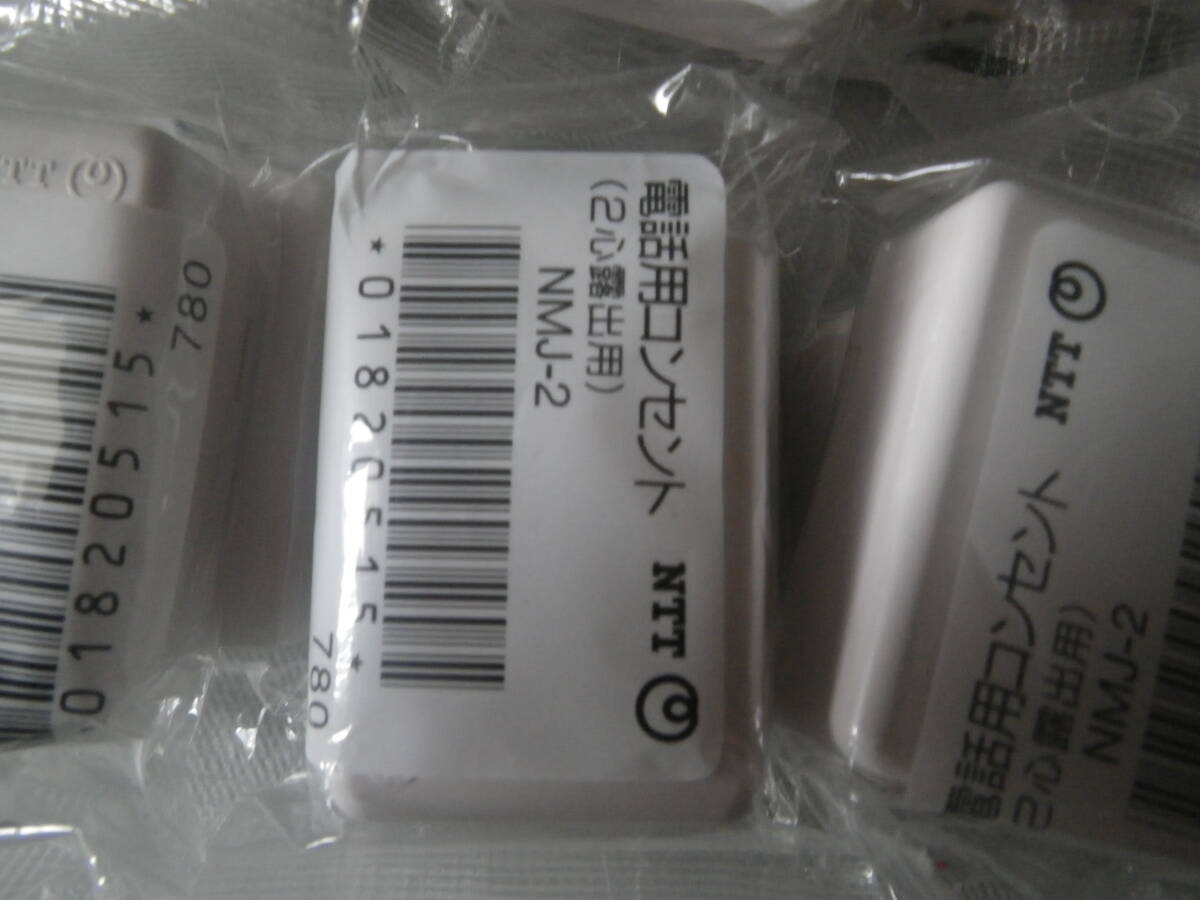 NTT
*01820515*
780
電話用コンセント NTT
(2心露出用)
NMJ-2
*01820515*
780
NTT
電話用コンセント
2心露出用)
NMJ-2